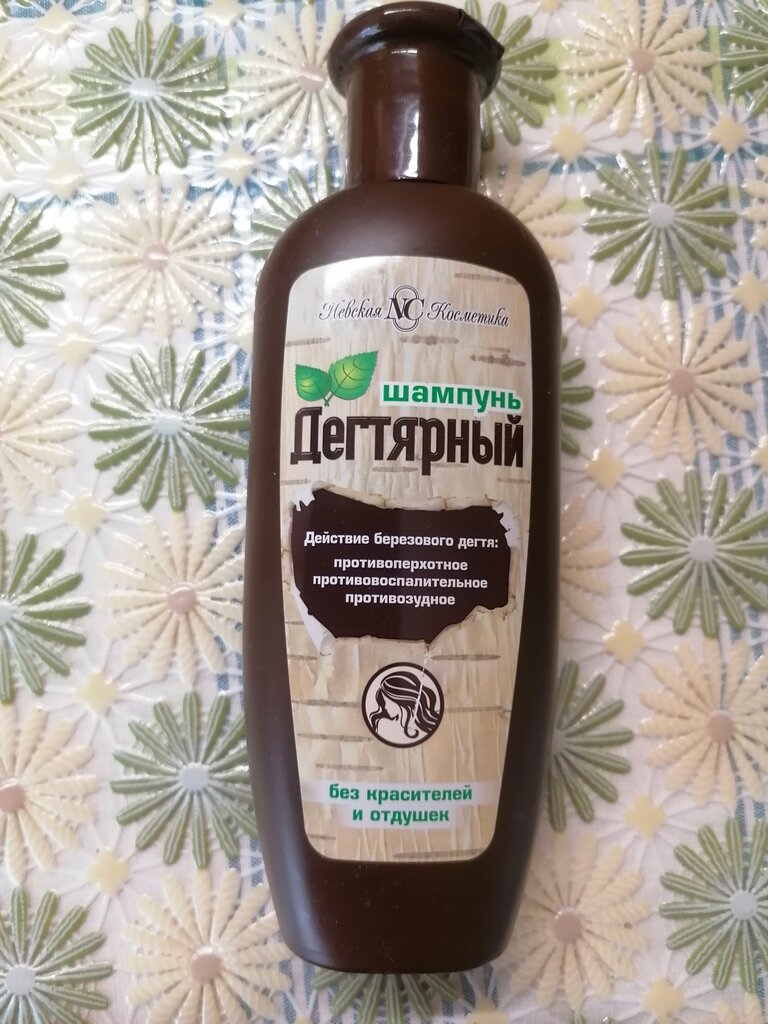 Невская NC Косметика
шампунь
Дегтярный
Действие березового дегтя:
противоперхотное
противовоспалительное
противозудное
без красителей
и отдушек